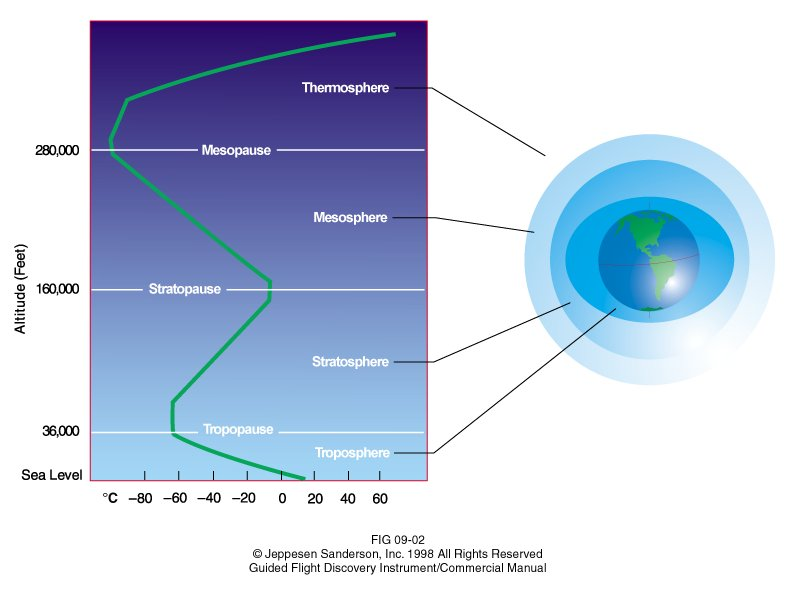 Thermosphere
280,000
Mesopause
Mesosphere
Altitude (Feet)
160,000
Stratopause
Stratosphere
36,000
Tropopause
Troposphere
Sea Level
°C –80 –60 –40 –20 0 20 40 60
FIG 09-02
© Jeppesen Sanderson, Inc. 1998 All Rights Reserved
Guided Flight Discovery Instrument/Commercial Manual